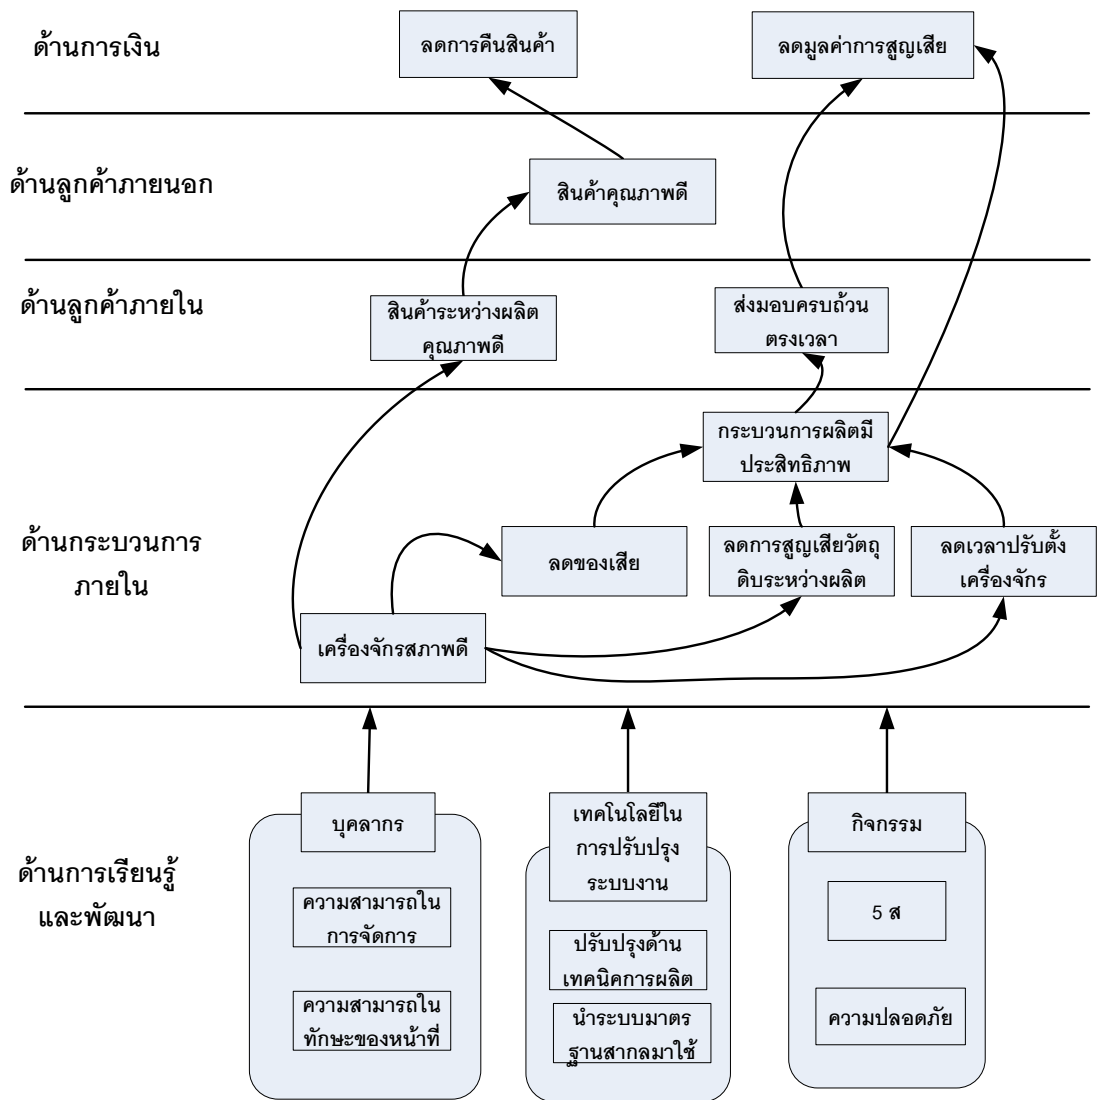 ด้านการเงิน
ลดการคืนสินค้า
ลดมูลค่าการสูญเสีย
ด้านลูกค้าภายนอก
สินค้าคุณภาพดี
ด้านลูกค้าภายใน
สินค้าระหว่างผลิต
คุณภาพดี
ส่งมอบครบถ้วน
ตรงเวลา
กระบวนการผลิตมี
ประสิทธิภาพ
ด้านกระบวนการ
ภายใน
ลดของเสีย
ลดการสูญเสียวัตถุ
ดิบระหว่างผลิต
ลดเวลาปรับตั้ง
เครื่องจักร
เครื่องจักรสภาพดี
ด้านการเรียนรู้
และพัฒนา
บุคลากร
ความสามารถใน
การจัดการ
ความสามารถใน
ทักษะของหน้าที่
เทคโนโลยีใน
การปรับปรุง
ระบบงาน
ปรับปรุงด้าน
เทคนิคการผลิต
นำระบบมาตร
ฐานสากลมาใช้
กิจกรรม
5 ส
ความปลอดภัย